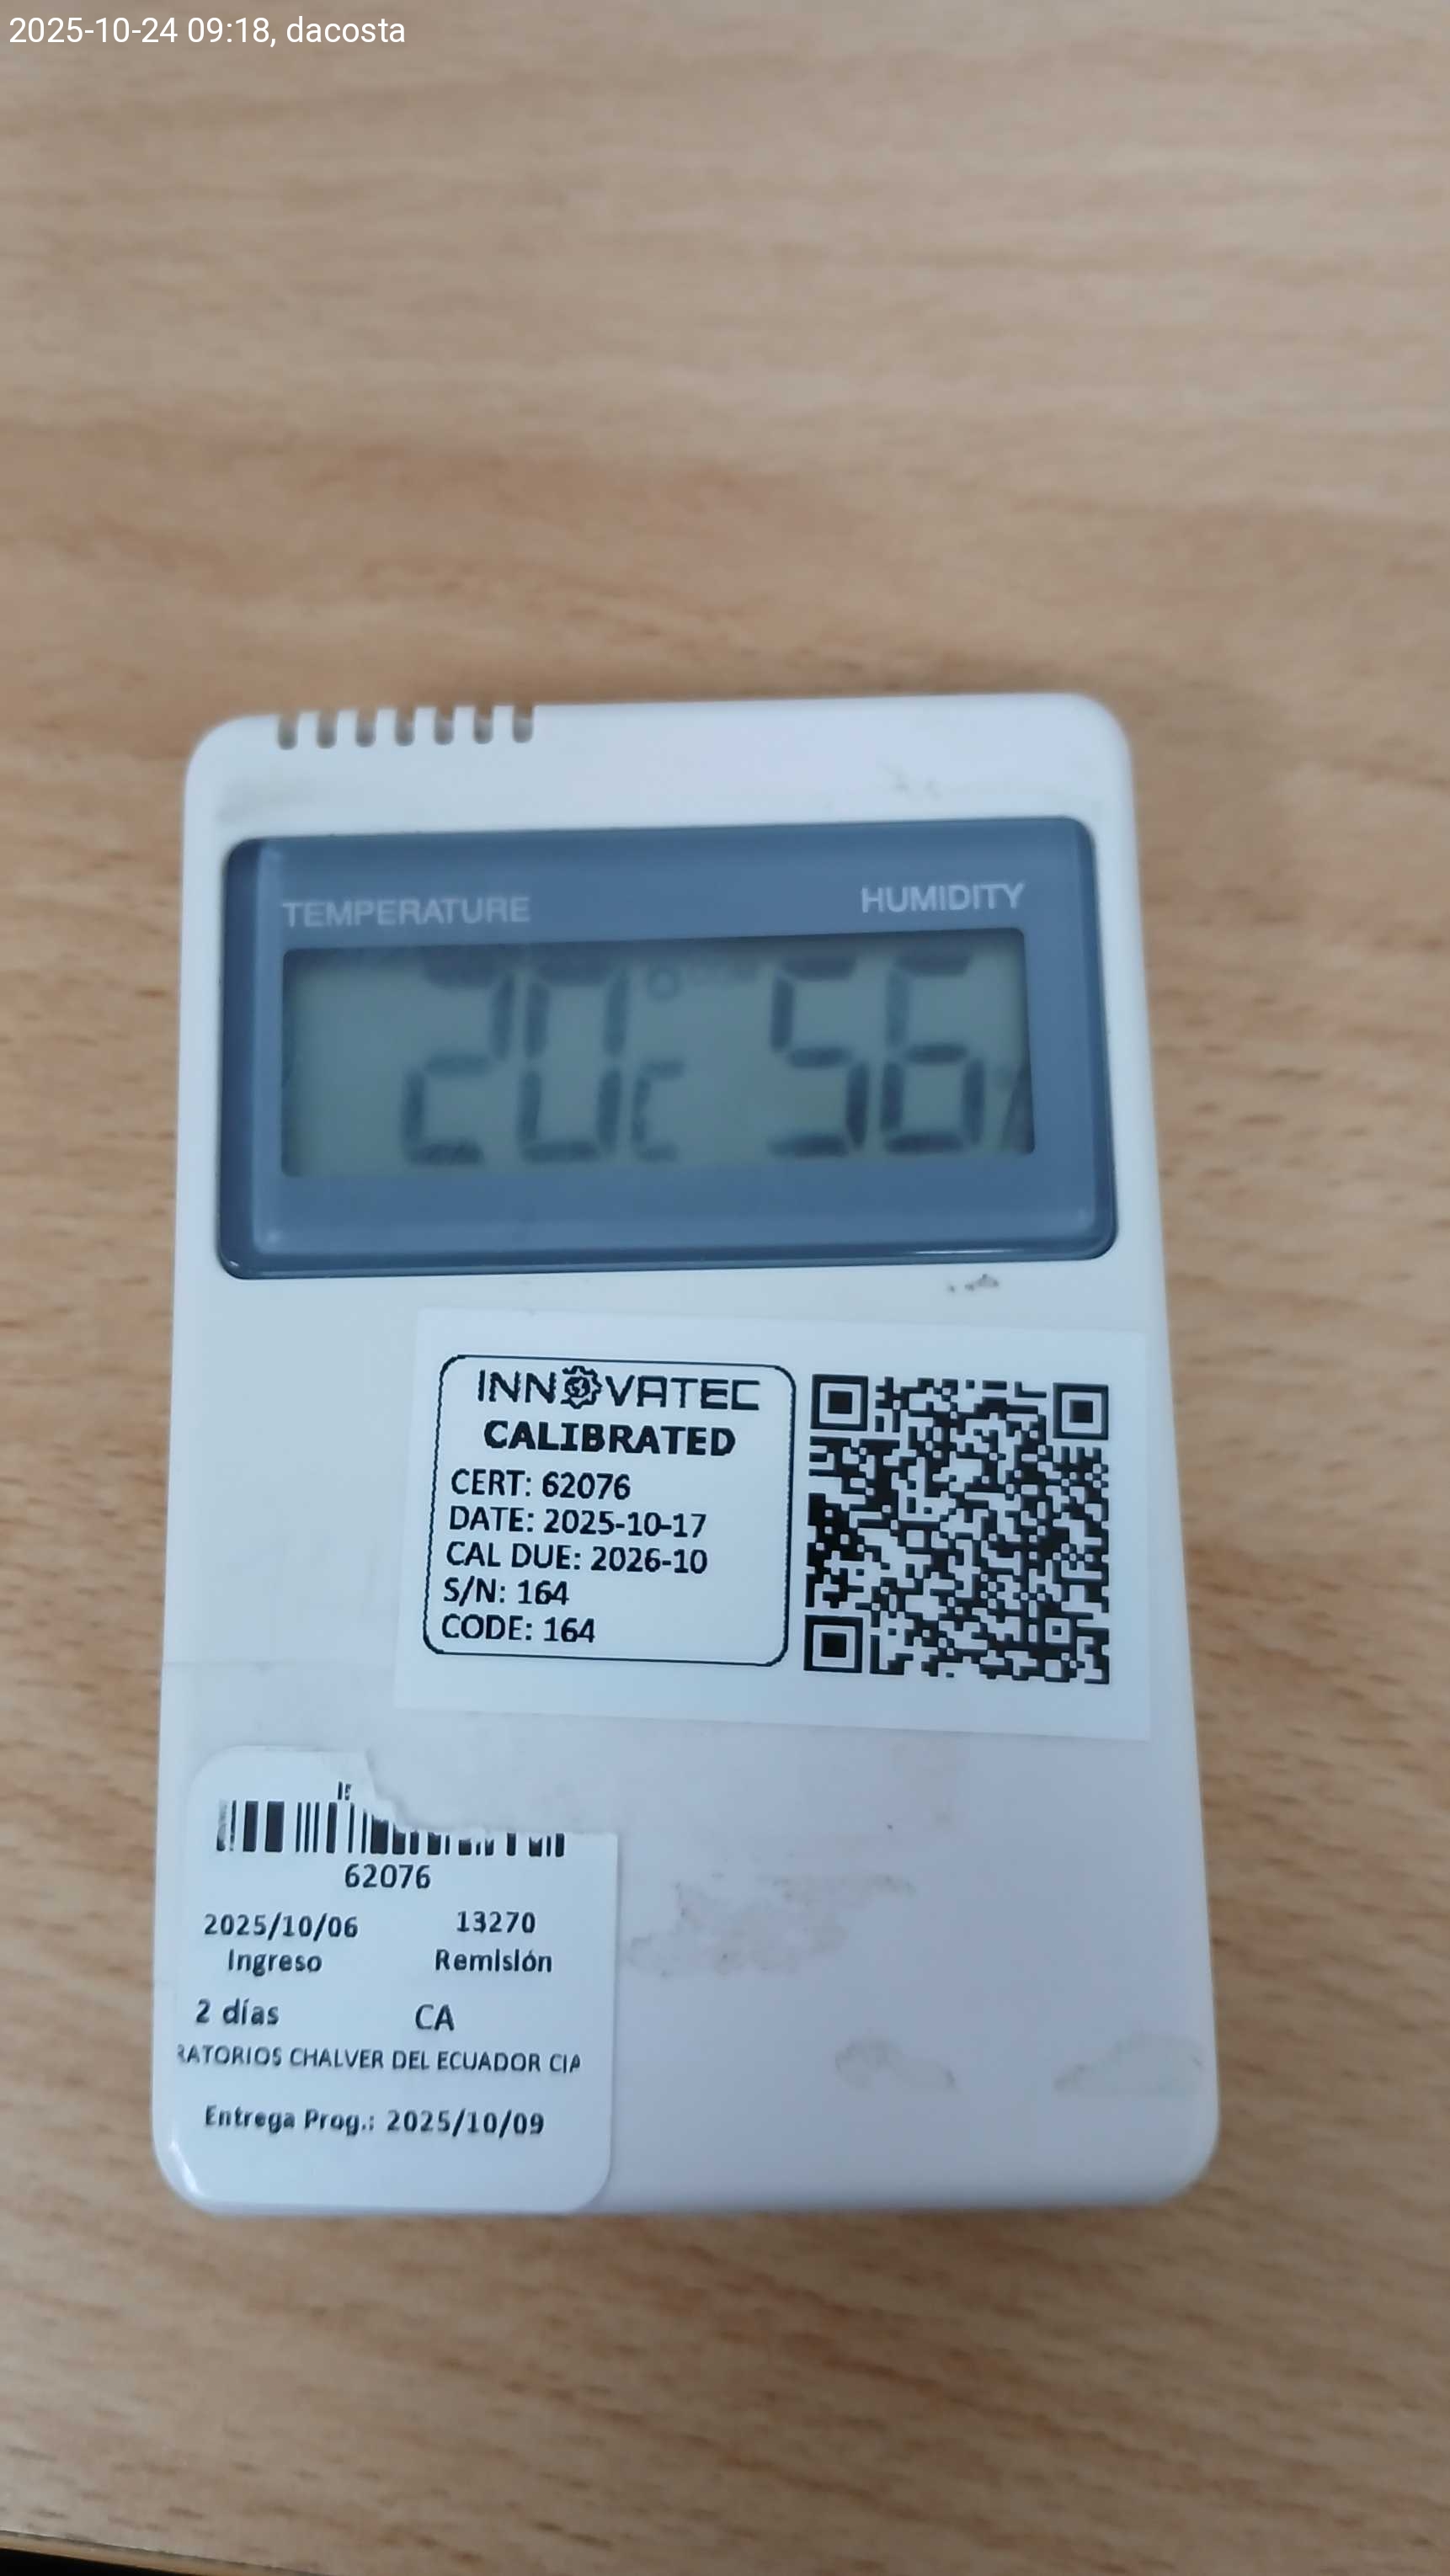 2025-10-24 09:18, dacosta
TEMPERATURE HUMIDITY
20°C 56%
INNOVATEC
CALIBRATED
CERT: 62076
DATE: 2025-10-17
CAL DUE: 2026-10
S/N: 164
CODE: 164
62076
2025/10/06 13270
Ingreso Remisión
2 días CA
RATORIOS CHALVER DEL ECUADOR CIA
Entrega Prog.: 2025/10/09